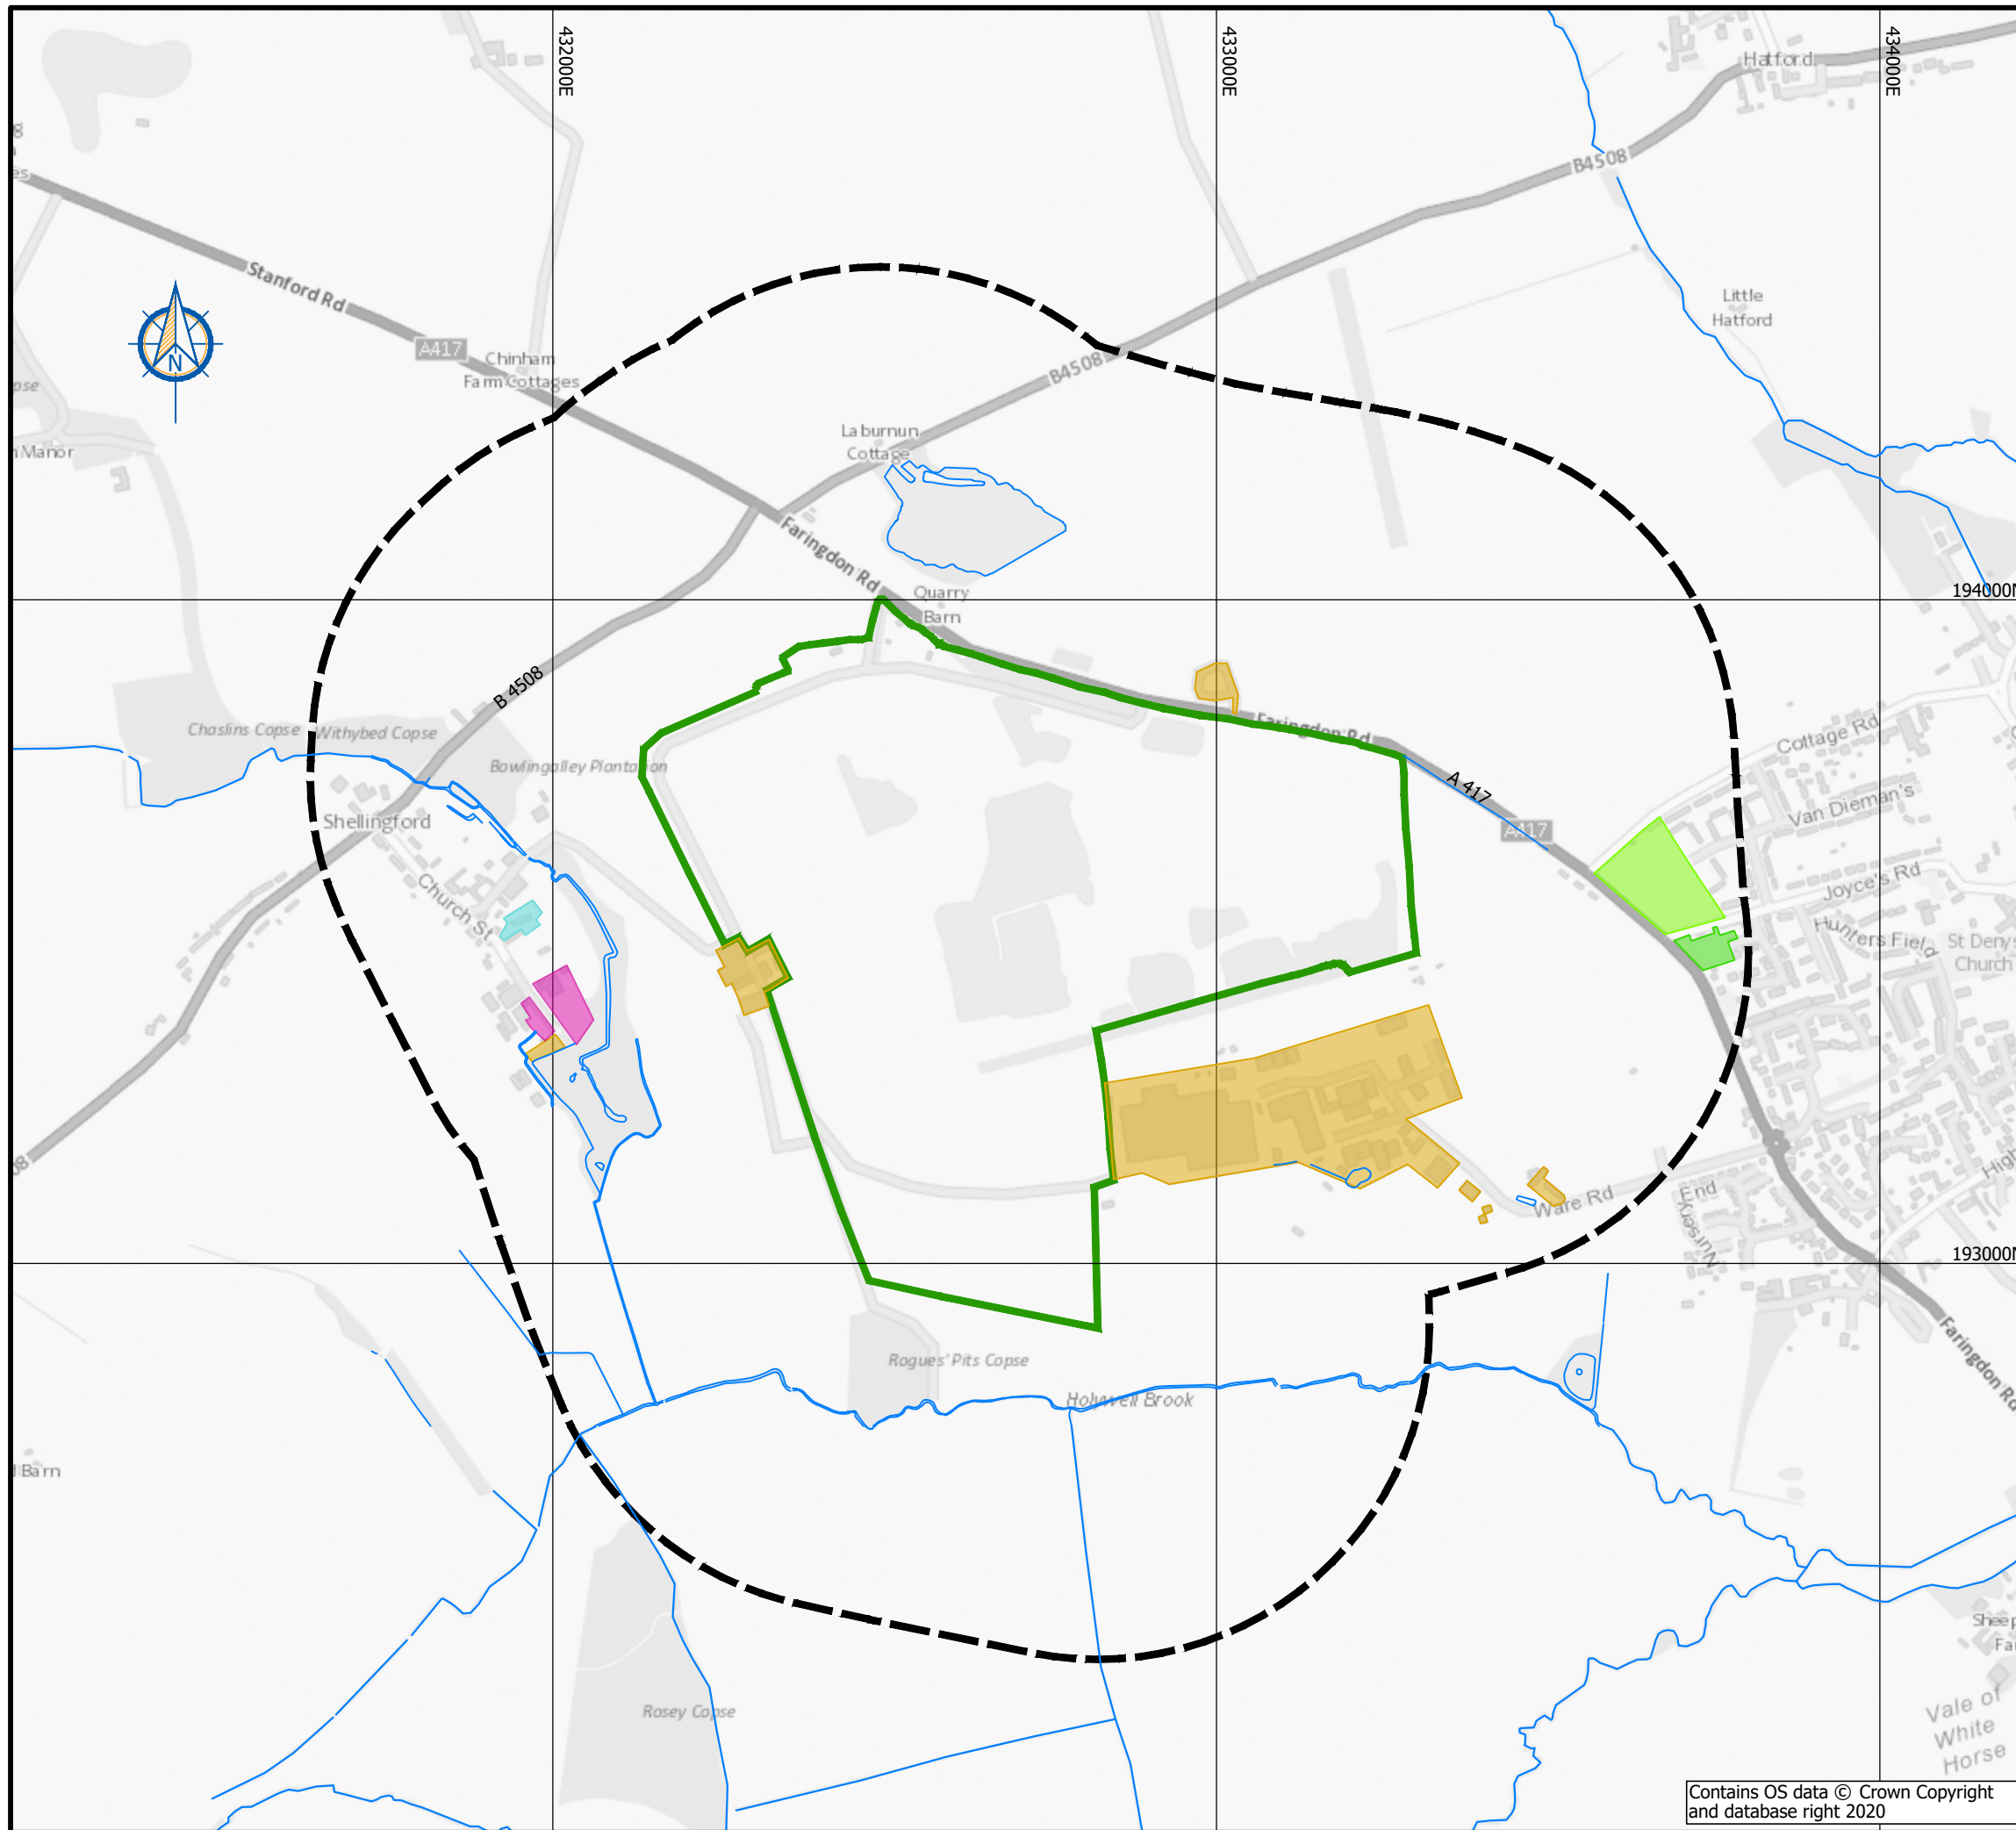 432000E
433000E
434000E
Hatford
B4508
Stanford Rd
A417
Chinham
Farm Cottages
Little
Hatford
B4508
Laburnun
Cottage
Manor
Faringdon Rd
Quarry
Barn
194000N
B 4508
Chaslins Copse
Withybed Copse
Bowlingalley Plantation
Faringdon Rd
A 417
Cottage Rd
Van Dieman's
Shellingford
A417
Joyce's Rd
Church St
Hunters Field
St Denys
Church
High
Ware Rd
Nursery End
193000N
Rogues' Pits Copse
Holywell Brook
Faringdon Rd
Barn
Rosey Copse
Vale of
White
Horse
Contains OS data © Crown Copyright
and database right 2020
N